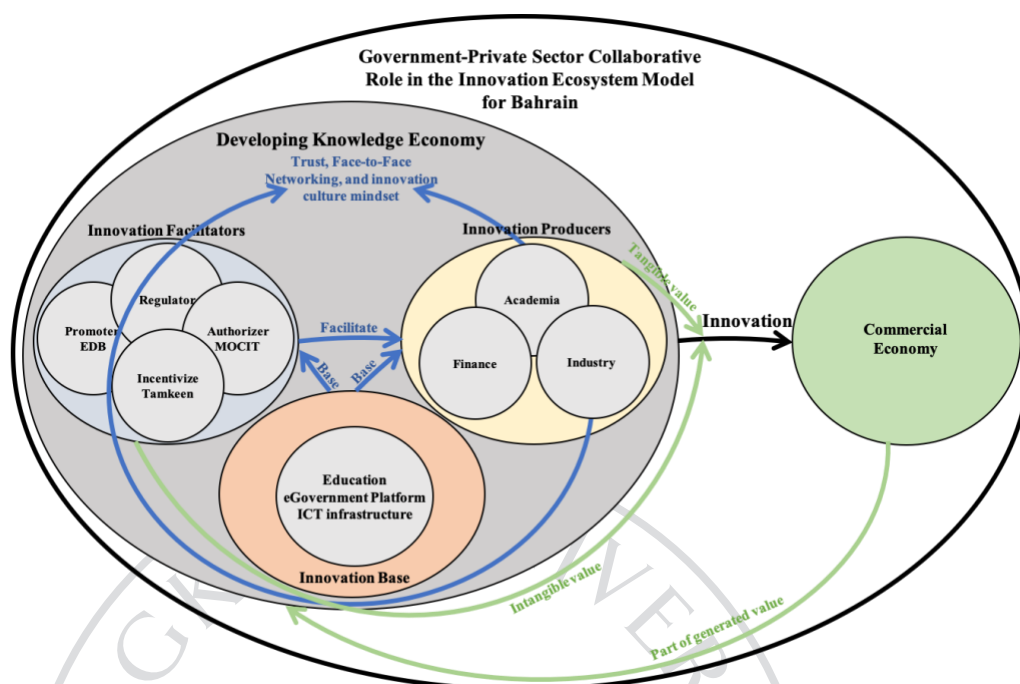 Government-Private Sector Collaborative
Role in the Innovation Ecosystem Model
for Bahrain
Developing Knowledge Economy
Trust, Face-to-Face
Networking, and innovation
culture mindset
Innovation Facilitators
Innovation Producers
Regulator
Promoter
EDB
Authorizer
MOCIT
Incentivize
Tamkeen
Facilitate
Base
Base
Academia
Finance
Industry
Tangible value
Innovation
Commercial
Economy
Education
eGovernment Platform
ICT infrastructure
Innovation Base
Intangible value
Part of generated value